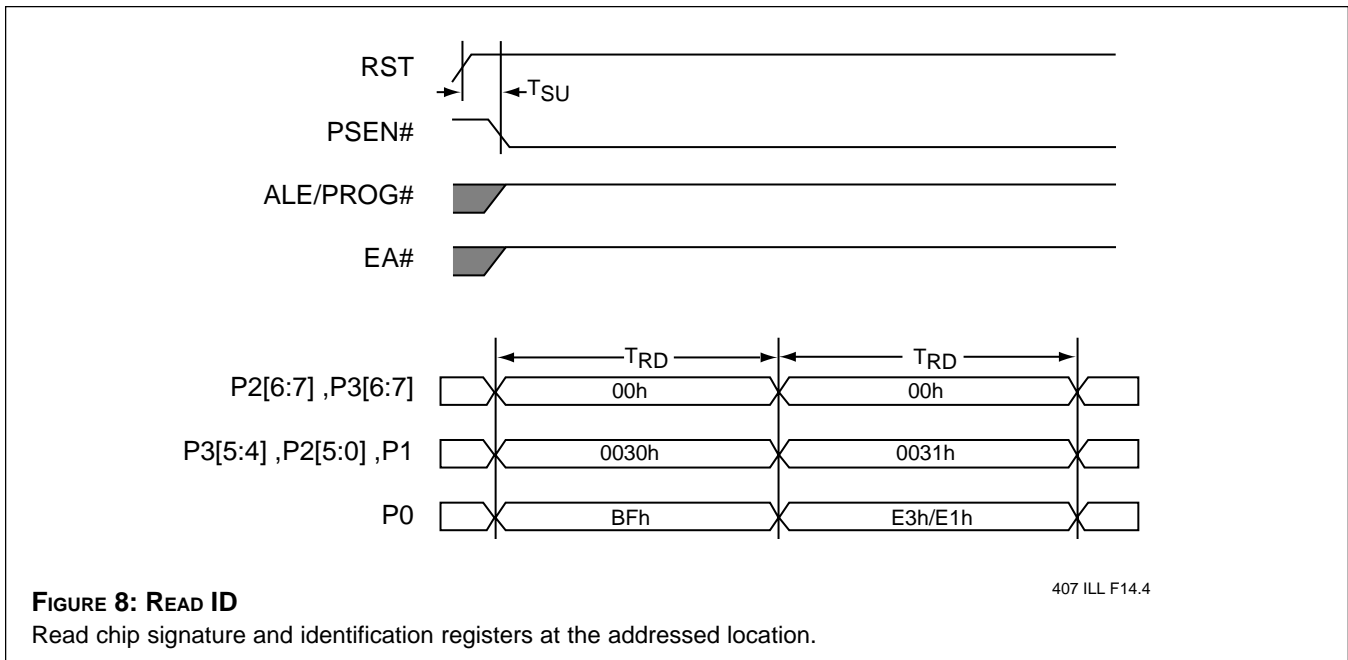 RST
TSU
PSEN#
ALE/PROG#
EA#
TRD TRD
P2[6:7] ,P3[6:7] 00h 00h
P3[5:4] ,P2[5:0] ,P1 0030h 0031h
P0 BFh E3h/E1h
407 ILL F14.4
FIGURE 8: READ ID
Read chip signature and identification registers at the addressed location.